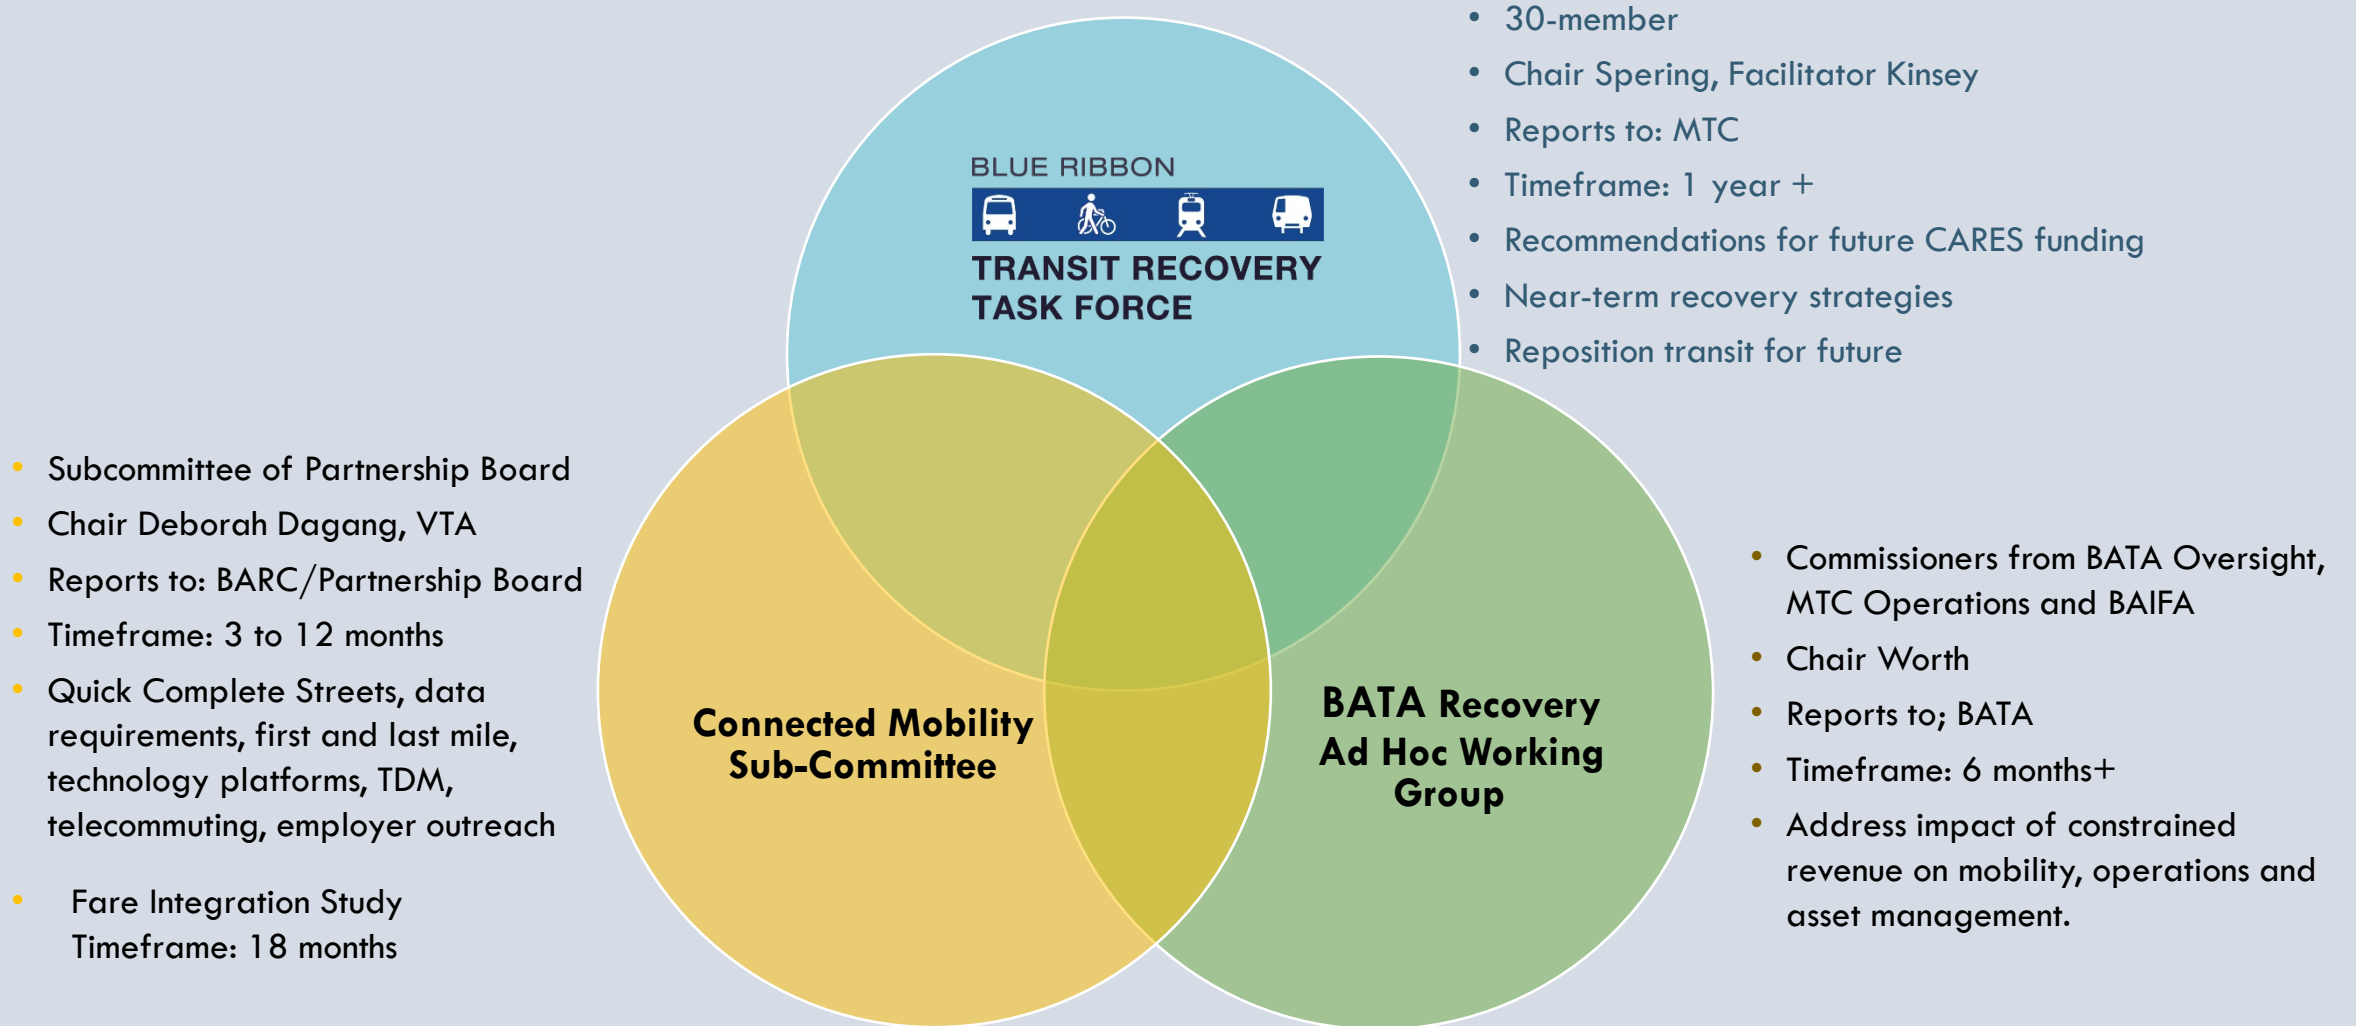 30-member
Chair Spering, Facilitator Kinsey
Reports to: MTC
Timeframe: 1 year +
Recommendations for future CARES funding
Near-term recovery strategies
Reposition transit for future
BLUE RIBBON
TRANSIT RECOVERY
TASK FORCE
Subcommittee of Partnership Board
Chair Deborah Dagang, VTA
Reports to: BARC/Partnership Board
Timeframe: 3 to 12 months
Quick Complete Streets, data
requirements, first and last mile,
technology platforms, TDM,
telecommuting, employer outreach
Fare Integration Study
Timeframe: 18 months
Connected Mobility
Sub-Committee
BATA Recovery
Ad Hoc Working
Group
Commissioners from BATA Oversight,
MTC Operations and BAIFA
Chair Worth
Reports to; BATA
Timeframe: 6 months+
Address impact of constrained
revenue on mobility, operations and
asset management.